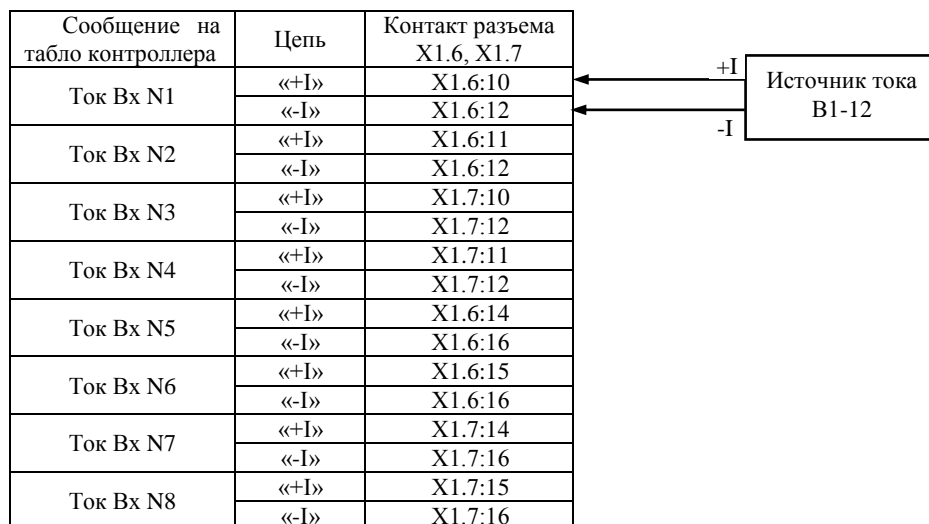 Сообщение на табло контроллера Цепь Контакт разъема X1.6, X1.7
Ток Вх N1 «+I» X1.6:10
«-I» X1.6:12
Ток Вх N2 «+I» X1.6:11
«-I» X1.6:12
Ток Вх N3 «+I» X1.7:10
«-I» X1.7:12
Ток Вх N4 «+I» X1.7:11
«-I» X1.7:12
Ток Вх N5 «+I» X1.6:14
«-I» X1.6:16
Ток Вх N6 «+I» X1.6:15
«-I» X1.6:16
Ток Вх N7 «+I» X1.7:14
«-I» X1.7:16
Ток Вх N8 «+I» X1.7:15
«-I» X1.7:16
+I
-I
Источник тока
В1-12